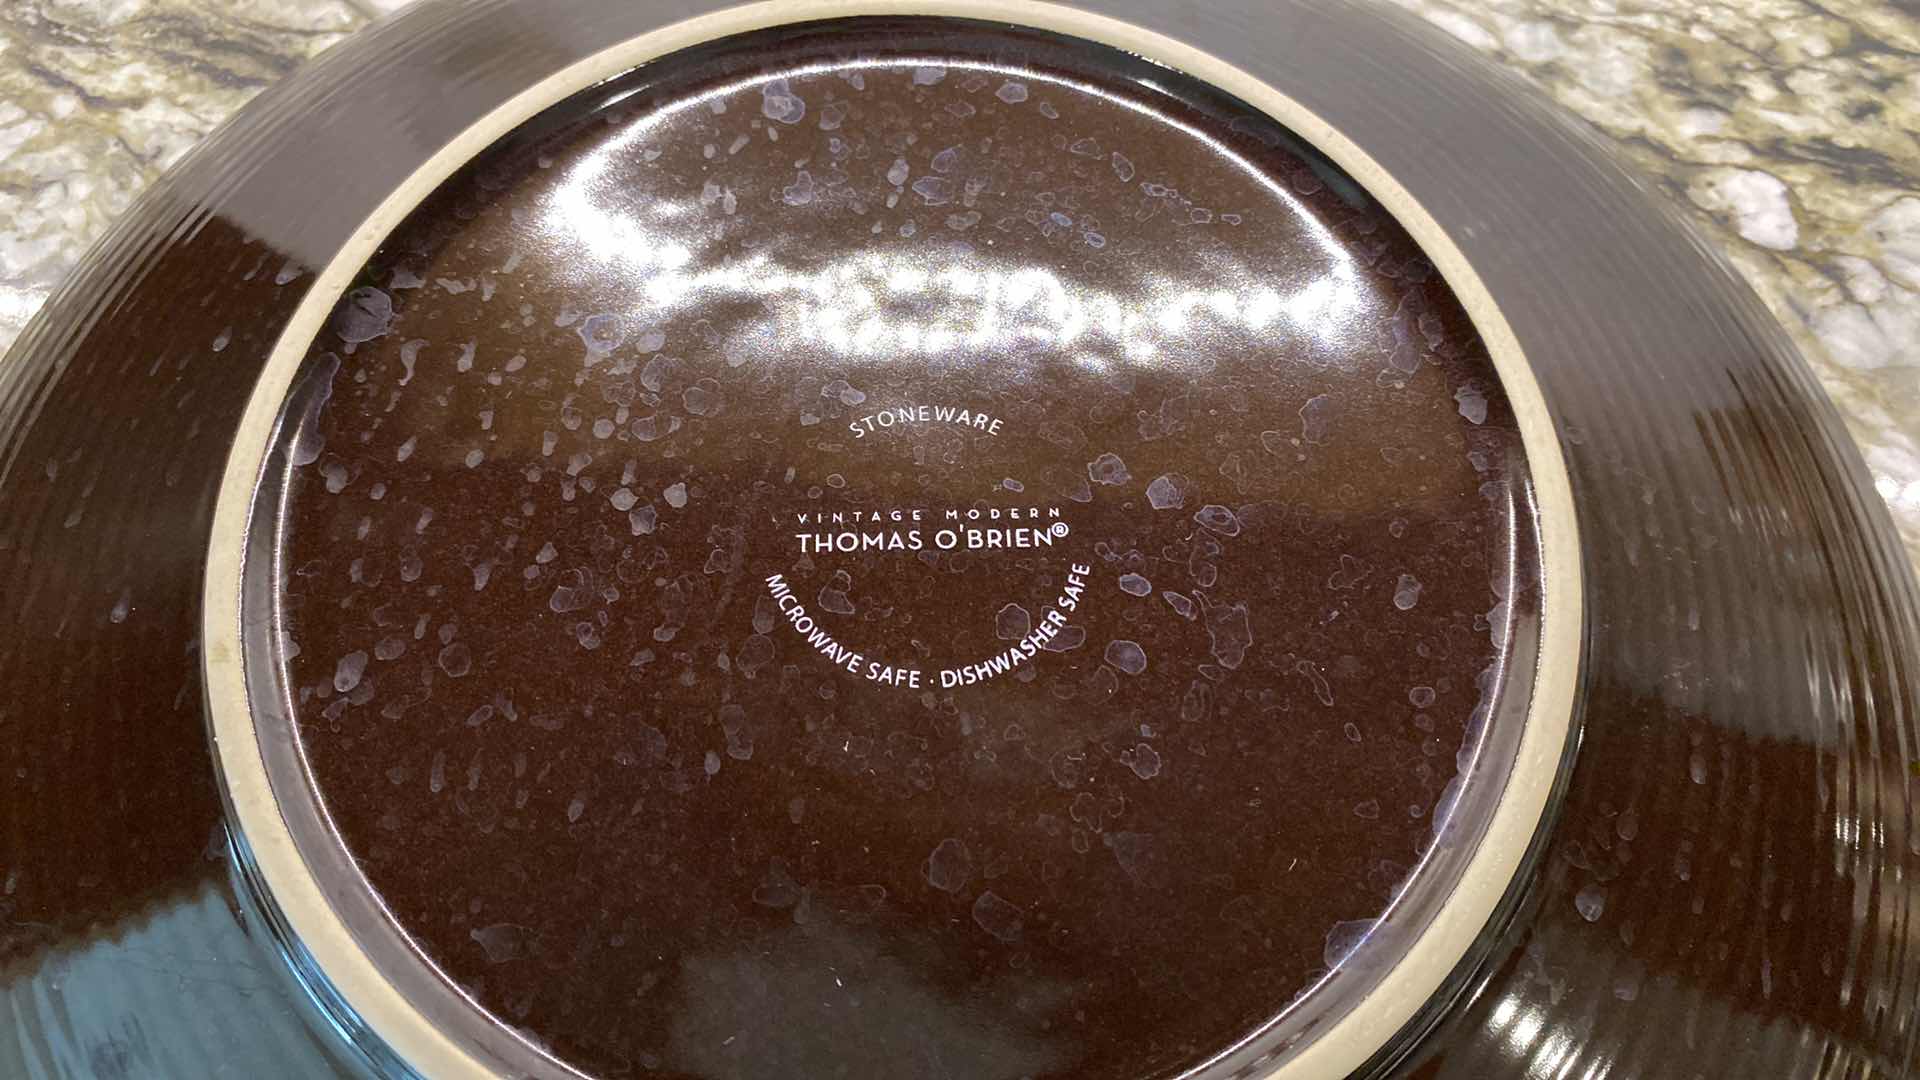 STONEWARE
VINTAGE MODERN
THOMAS O'BRIEN®
MICROWAVE SAFE · DISHWASHER SAFE